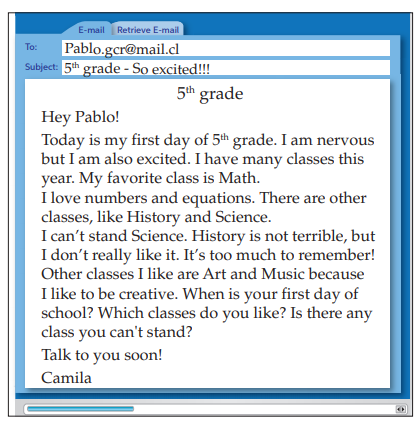 E-mail Retrieve E-mail
To: Pablo.gcr@mail.cl
Subject: 5th grade - So excited!!!
5th grade
Hey Pablo!
Today is my first day of 5th grade. I am nervous
but I am also excited. I have many classes this
year. My favorite class is Math.
I love numbers and equations. There are other
classes, like History and Science.
I can’t stand Science. History is not terrible, but
I don’t really like it. It’s too much to remember!
Other classes I like are Art and Music because
I like to be creative. When is your first day of
school? Which classes do you like? Is there any
class you can't stand?
Talk to you soon!
Camila